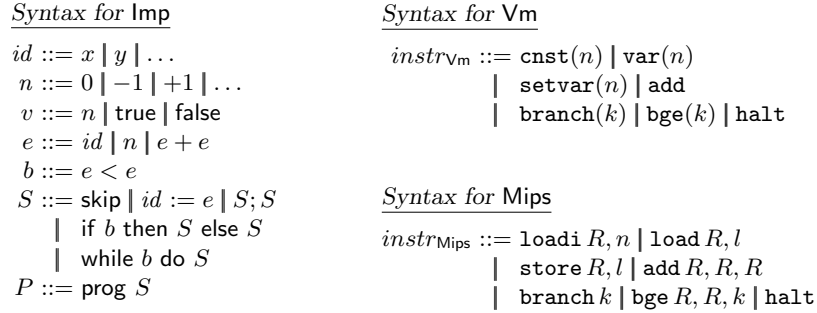 Syntax for Imp
id ::= x | y | . . .
n ::= 0 | −1 | +1 | . . .
v ::= n | true | false
e ::= id | n | e + e
b ::= e < e
S ::= skip | id := e | S; S
| if b then S else S
| while b do S
P ::= prog S
Syntax for Vm
instr_Vm ::= cnst(n) | var(n)
| setvar(n) | add
| branch(k) | bge(k) | halt
Syntax for Mips
instr_Mips ::= loadi R, n | load R, l
| store R, l | add R, R, R
| branch k | bge R, R, k | halt